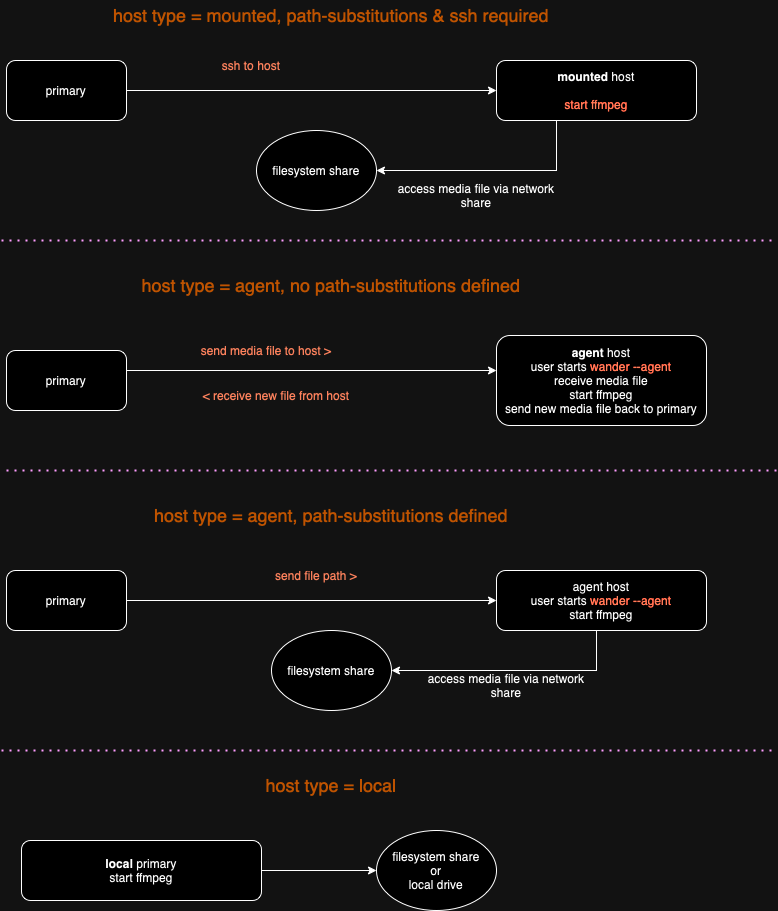 host type = mounted, path-substitutions & ssh required
ssh to host
primary
mounted host
start ffmpeg
filesystem share
access media file via network
share
host type = agent, no path-substitutions defined
send media file to host >
primary
< receive new file from host
agent host
user starts wander --agent
receive media file
start ffmpeg
send new media file back to primary
host type = agent, path-substitutions defined
send file path >
primary
agent host
user starts wander --agent
start ffmpeg
filesystem share
access media file via network
share
host type = local
local primary
start ffmpeg
filesystem share
or
local drive